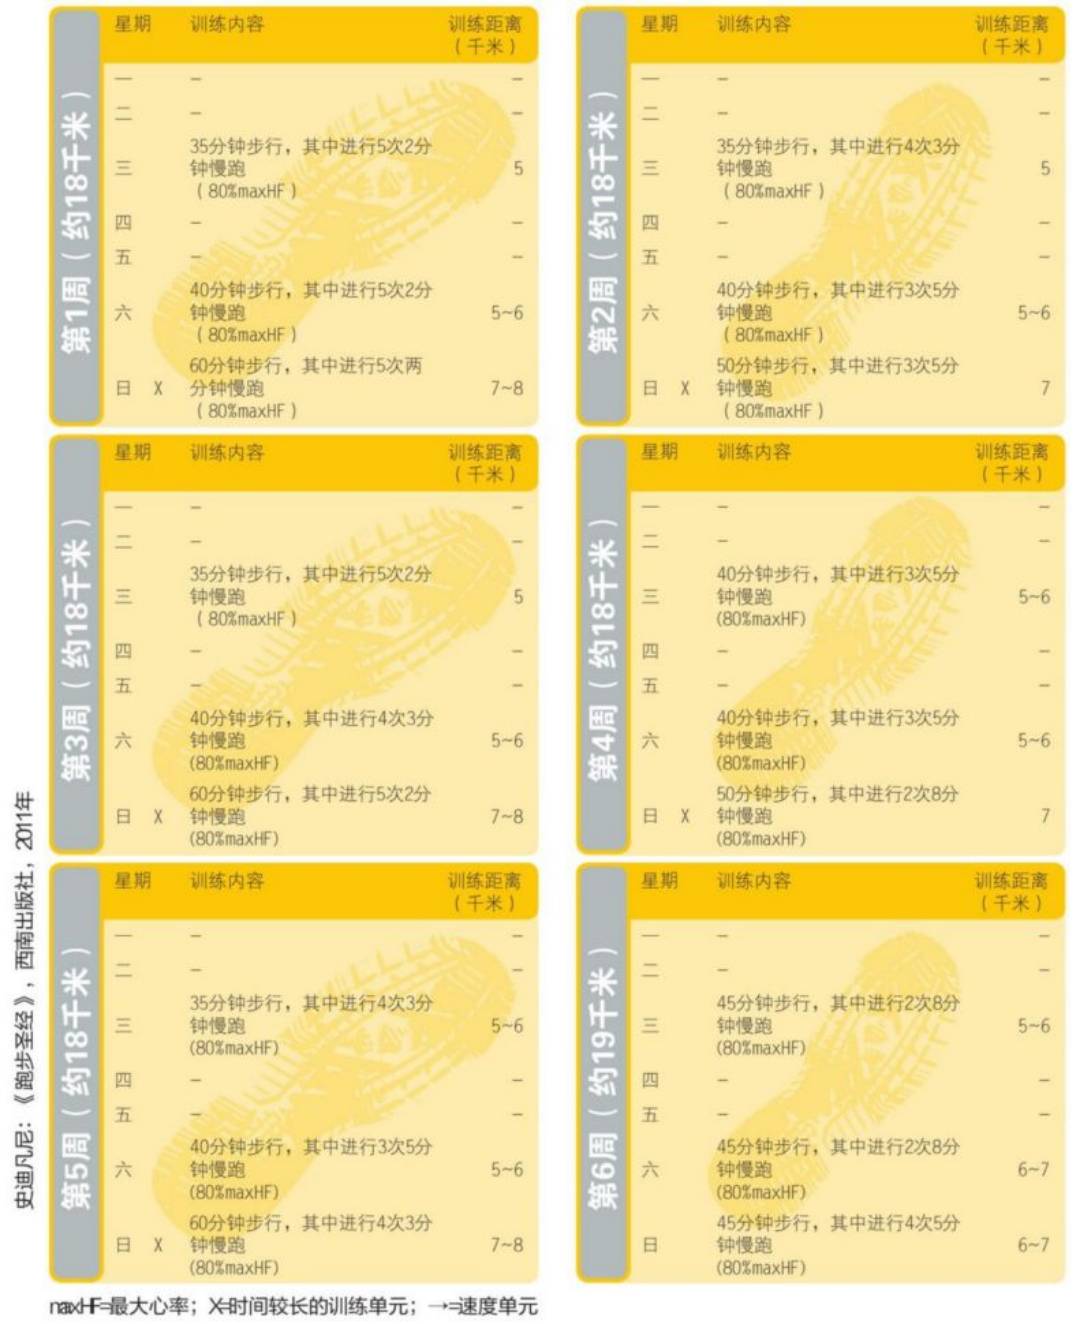 第1周（约18千米）
星期 训练内容 训练距离
（千米）
一 － －
二 － －
35分钟步行，其中进行5次2分
三 钟慢跑 5
（80%maxHF）
四 － －
五 － －
40分钟步行，其中进行5次2分
六 钟慢跑 5~6
（80%maxHF）
60分钟步行，其中进行5次两
日 X 分钟慢跑 7~8
（80%maxHF）
第2周（约18千米）
星期 训练内容 训练距离
（千米）
一 － －
二 － －
35分钟步行，其中进行4次3分
三 钟慢跑 5
（80%maxHF）
四 － －
五 － －
40分钟步行，其中进行3次5分
六 钟慢跑 5~6
（80%maxHF）
50分钟步行，其中进行3次5分
日 X 钟慢跑 7
（80%maxHF）
第3周（约18千米）
星期 训练内容 训练距离
（千米）
一 － －
二 － －
35分钟步行，其中进行5次2分
三 钟慢跑 5
（80%maxHF）
四 － －
五 － －
40分钟步行，其中进行4次3分
六 钟慢跑 5~6
(80%maxHF)
60分钟步行，其中进行5次2分
日 X 钟慢跑 7~8
(80%maxHF)
第4周（约18千米）
星期 训练内容 训练距离
（千米）
一 － －
二 － －
40分钟步行，其中进行3次5分
三 钟慢跑 5~6
(80%maxHF)
四 － －
五 － －
40分钟步行，其中进行3次5分
六 钟慢跑 5~6
(80%maxHF)
50分钟步行，其中进行2次8分
日 X 钟慢跑 7
(80%maxHF)
第5周（约18千米）
星期 训练内容 训练距离
（千米）
一 － －
二 － －
35分钟步行，其中进行4次3分
三 钟慢跑 5~6
(80%maxHF)
四 － －
五 － －
40分钟步行，其中进行3次5分
六 钟慢跑 5~6
(80%maxHF)
60分钟步行，其中进行4次3分
日 X 钟慢跑 7~8
(80%maxHF)
第6周（约19千米）
星期 训练内容 训练距离
（千米）
一 － －
二 － －
45分钟步行，其中进行2次8分
三 钟慢跑 5~6
(80%maxHF)
四 － －
五 － －
45分钟步行，其中进行2次8分
六 钟慢跑 6~7
(80%maxHF)
45分钟步行，其中进行4次5分
日 钟慢跑 6~7
(80%maxHF)
史迪凡尼：《跑步圣经》，西南出版社，2011年
maxHF=最大心率；X=时间较长的训练单元；→=速度单元